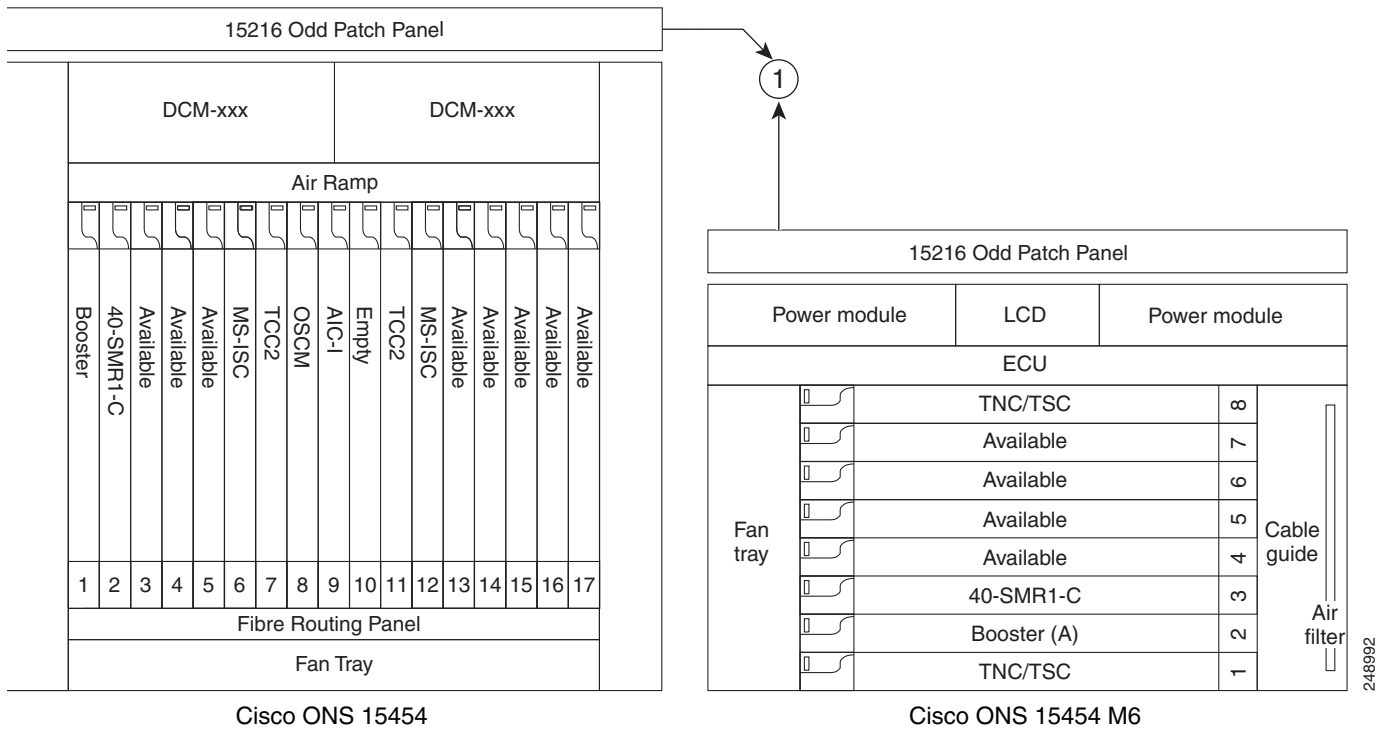 15216 Odd Patch Panel
1
DCM-xxx
DCM-xxx
Air Ramp
Booster
40-SMR1-C
Available
Available
Available
MS-ISC
TCC2
OSCM
AIC-I
Empty
TCC2
MS-ISC
Available
Available
Available
Available
Available
1 2 3 4 5 6 7 8 9 10 11 12 13 14 15 16 17
Fibre Routing Panel
Fan Tray
Cisco ONS 15454
15216 Odd Patch Panel
Power module
LCD
Power module
ECU
Fan
tray
TNC/TSC 8
Available 7
Available 6
Available 5
Available 4
40-SMR1-C 3
Booster (A) 2
TNC/TSC 1
Cable
guide
Air
filter
248992
Cisco ONS 15454 M6